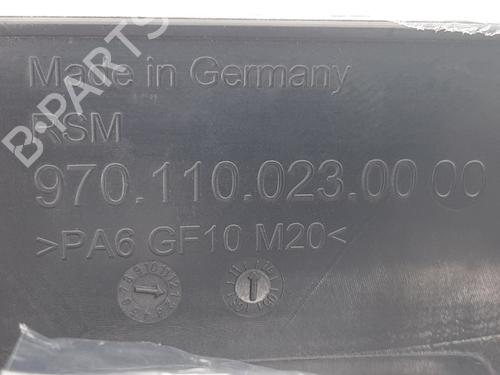 Made in Germany
B-PARTS
RSM
970.110.023.00 00
>PA6 GF10 M20<